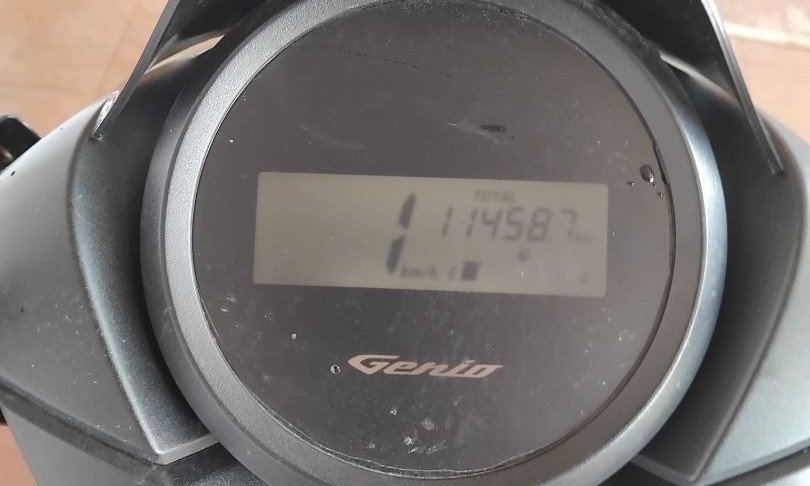 TOTAL
1 11458.7 km
km/h E F
Genio